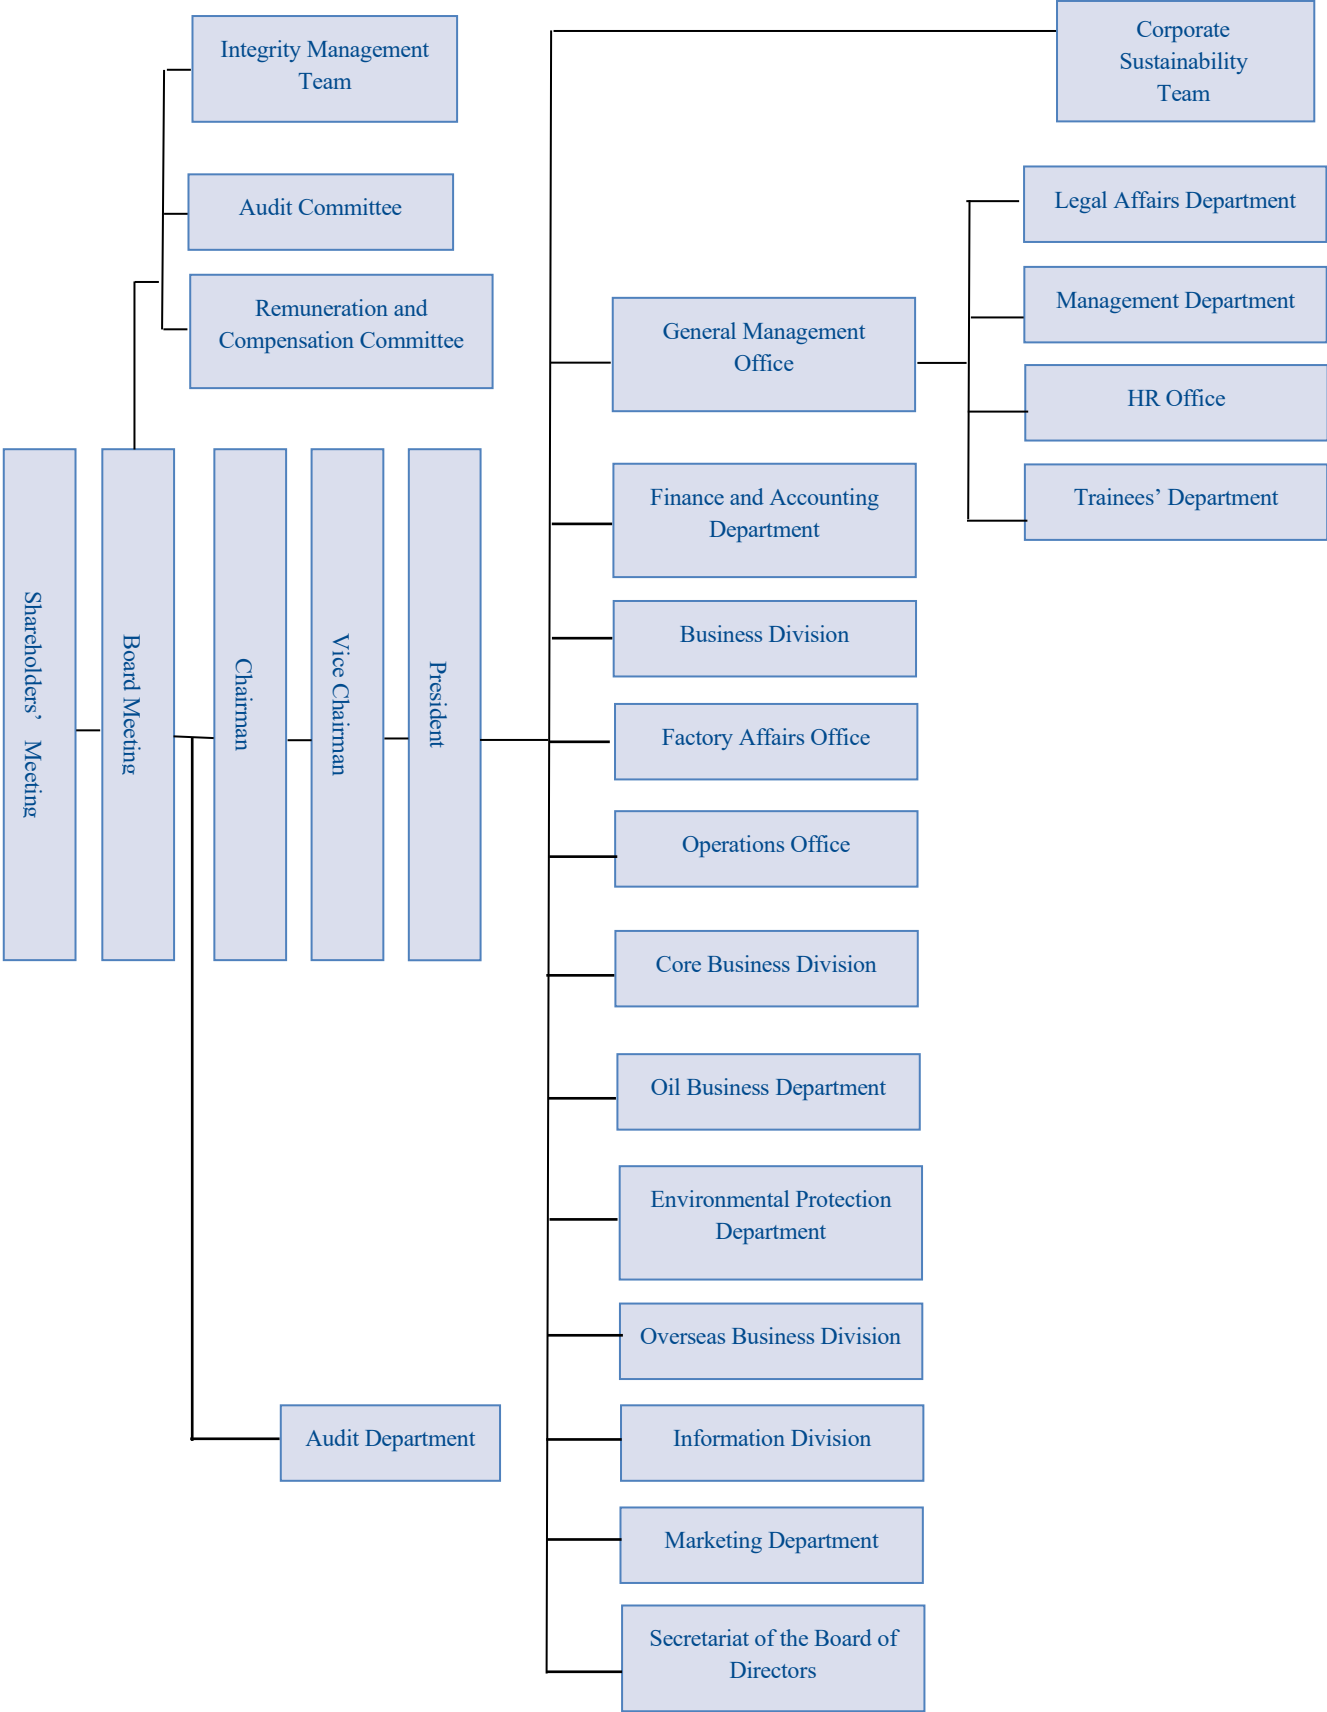 Integrity Management
Team
Audit Committee
Remuneration and
Compensation Committee
Shareholders’ Meeting
Board Meeting
Chairman
Vice Chairman
President
Audit Department
Corporate
Sustainability
Team
General Management
Office
Legal Affairs Department
Management Department
HR Office
Trainees’ Department
Finance and Accounting
Department
Business Division
Factory Affairs Office
Operations Office
Core Business Division
Oil Business Department
Environmental Protection
Department
Overseas Business Division
Information Division
Marketing Department
Secretariat of the Board of
Directors